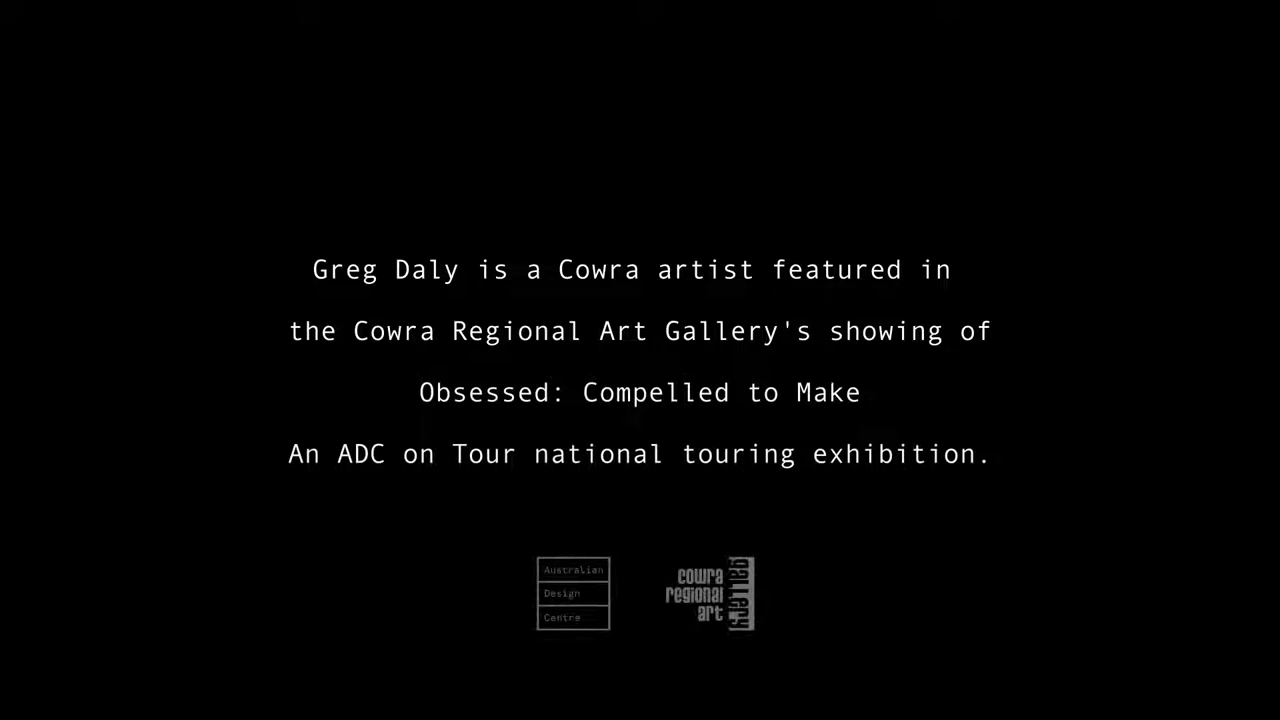 Greg Daly is a Cowra artist featured in
the Cowra Regional Art Gallery's showing of
Obsessed: Compelled to Make
An ADC on Tour national touring exhibition.
Australian
Design
Centre
cowra
regional
art
gallery